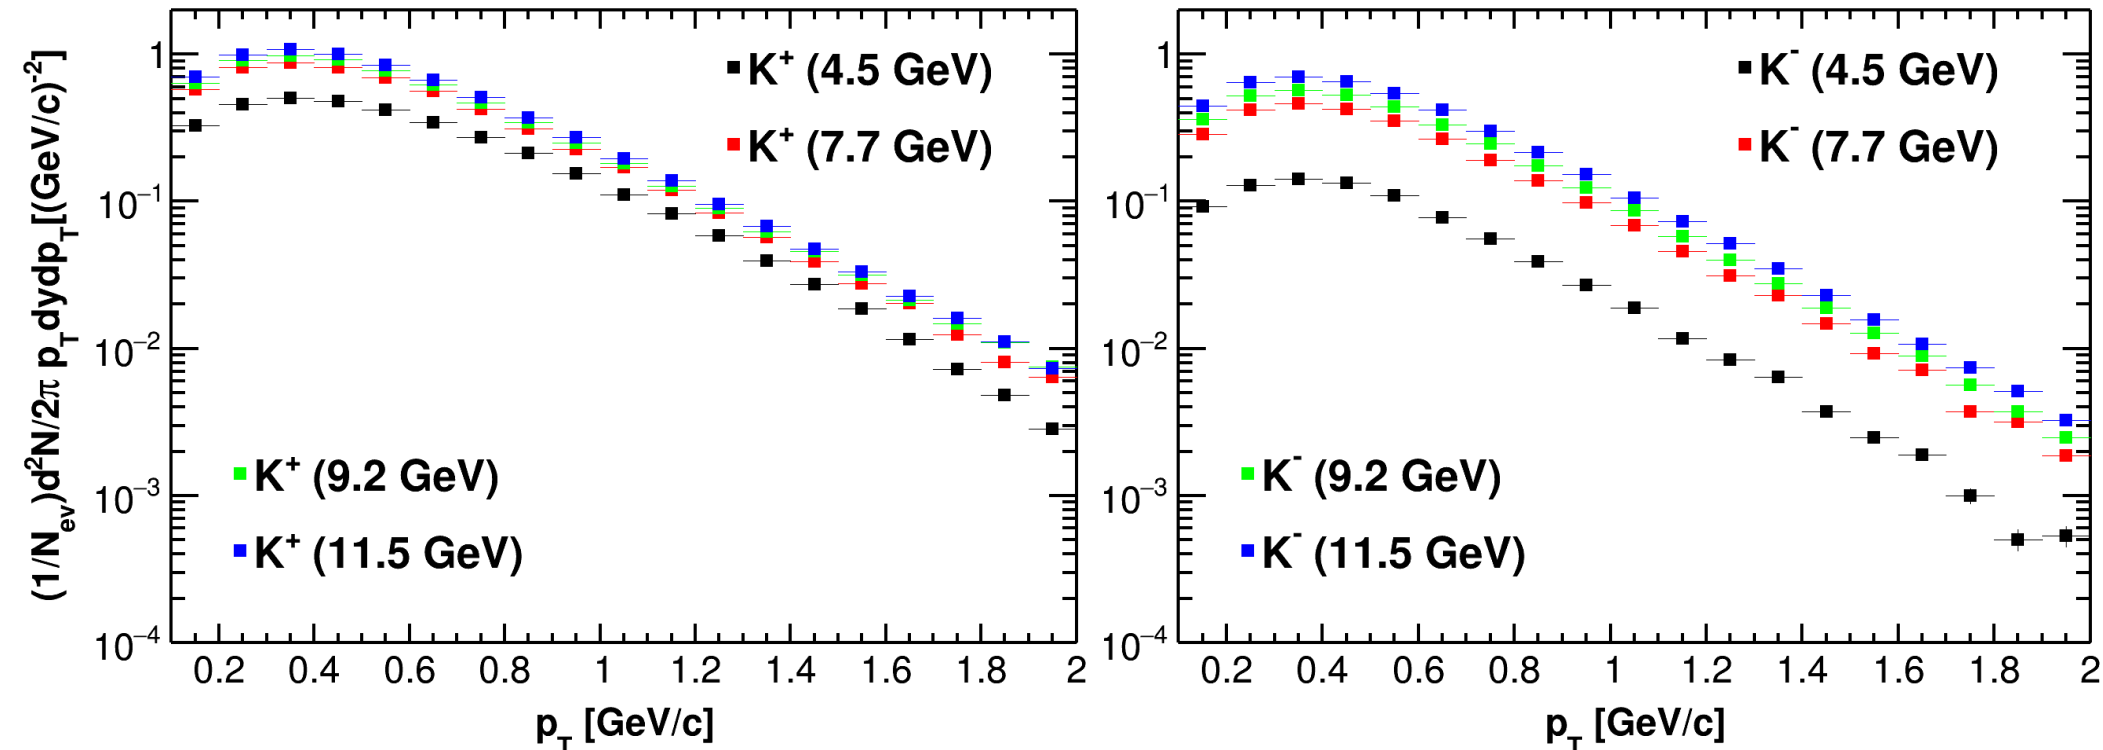 (1/N_ev)d²N/2π p_T dydp_T[(GeV/c)⁻²]
1
10⁻¹
10⁻²
10⁻³
10⁻⁴
K⁺ (4.5 GeV)
K⁺ (7.7 GeV)
K⁺ (9.2 GeV)
K⁺ (11.5 GeV)
0.2 0.4 0.6 0.8 1 1.2 1.4 1.6 1.8 2
p_T [GeV/c]
1
10⁻¹
10⁻²
10⁻³
10⁻⁴
K⁻ (4.5 GeV)
K⁻ (7.7 GeV)
K⁻ (9.2 GeV)
K⁻ (11.5 GeV)
0.2 0.4 0.6 0.8 1 1.2 1.4 1.6 1.8 2
p_T [GeV/c]